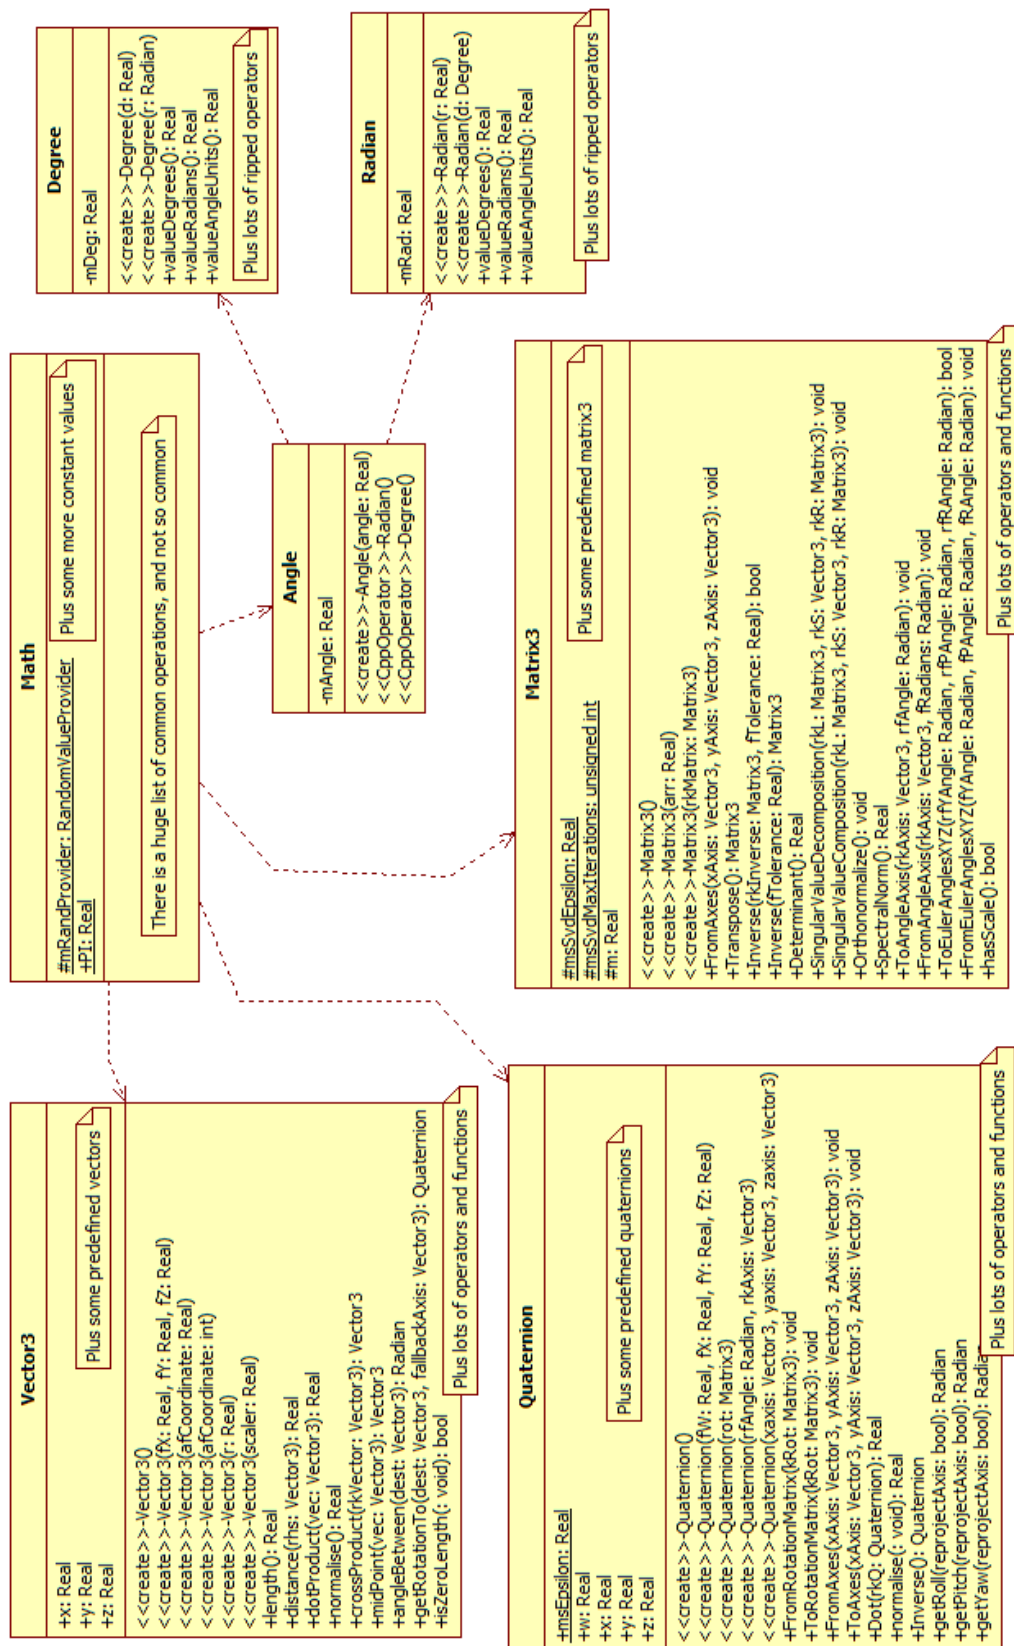 Vector3
+x: Real
+y: Real
+z: Real
Plus some predefined vectors
<<create>>-Vector3()
<<create>>-Vector3(fX: Real, fY: Real, fZ: Real)
<<create>>-Vector3(afCoordinate: Real)
<<create>>-Vector3(afCoordinate: int)
<<create>>-Vector3(r: Real)
<<create>>-Vector3(scaler: Real)
+length(): Real
+distance(rhs: Vector3): Real
+dotProduct(vec: Vector3): Real
+normalise(): Real
+crossProduct(rkVector: Vector3): Vector3
+midPoint(vec: Vector3): Vector3
+angleBetween(dest: Vector3): Radian
+getRotationTo(dest: Vector3, fallbackAxis: Vector3): Quaternion
+isZeroLength(: void): bool
Plus lots of operators and functions
Math
#mRandProvider: RandomValueProvider
+PI: Real
Plus some more constant values
There is a huge list of common operations, and not so common
Degree
-mDeg: Real
<<create>>-Degree(d: Real)
<<create>>-Degree(r: Radian)
+valueDegrees(): Real
+valueRadians(): Real
+valueAngleUnits(): Real
Plus lots of ripped operators
Angle
-mAngle: Real
<<create>>-Angle(angle: Real)
<<CppOperator>>-Radian()
<<CppOperator>>-Degree()
Radian
-mRad: Real
<<create>>-Radian(r: Real)
<<create>>-Radian(d: Degree)
+valueDegrees(): Real
+valueRadians(): Real
+valueAngleUnits(): Real
Plus lots of ripped operators
Quaternion
+msEpsilon: Real
+w: Real
+x: Real
+y: Real
+z: Real
Plus some predefined quaternions
<<create>>-Quaternion()
<<create>>-Quaternion(fW: Real, fX: Real, fY: Real, fZ: Real)
<<create>>-Quaternion(rot: Matrix3)
<<create>>-Quaternion(rfAngle: Radian, rkAxis: Vector3)
<<create>>-Quaternion(xaxis: Vector3, yaxis: Vector3, zaxis: Vector3)
+FromRotationMatrix(kRot: Matrix3): void
+ToRotationMatrix(kRot: Matrix3): void
+FromAxes(xAxis: Vector3, yAxis: Vector3, zAxis: Vector3): void
+ToAxes(xAxis: Vector3, yAxis: Vector3, zAxis: Vector3): void
+Dot(rkQ: Quaternion): Real
+normalise(: void): Real
+Inverse(): Quaternion
+getRoll(reprojectAxis: bool): Radian
+getPitch(reprojectAxis: bool): Radian
+getYaw(reprojectAxis: bool): Radian
Plus lots of operators and functions
Matrix3
#msSvdEpsilon: Real
#msSvdMaxIterations: unsigned int
#m: Real
Plus some predefined matrix3
<<create>>-Matrix3()
<<create>>-Matrix3(arr: Real)
<<create>>-Matrix3(rkMatrix: Matrix3)
+FromAxes(xAxis: Vector3, yAxis: Vector3, zAxis: Vector3): void
+Transpose(): Matrix3
+Inverse(rkInverse: Matrix3, fTolerance: Real): bool
+Inverse(fTolerance: Real): Matrix3
+Determinant(): Real
+SingularValueDecomposition(rkL: Matrix3, rkS: Vector3, rkR: Matrix3): void
+SingularValueComposition(rkL: Matrix3, rkS: Vector3, rkR: Matrix3): void
+Orthonormalize(): void
+SpectralNorm(): Real
+ToAngleAxis(rkAxis: Vector3, rfAngle: Radian): void
+FromAngleAxis(rkAxis: Vector3, fRadians: Radian): void
+ToEulerAnglesXYZ(rfYAngle: Radian, rfPAngle: Radian, rfRAngle: Radian): bool
+FromEulerAnglesXYZ(fYAngle: Radian, fPAngle: Radian, fRAngle: Radian): void
+hasScale(): bool
Plus lots of operators and functions